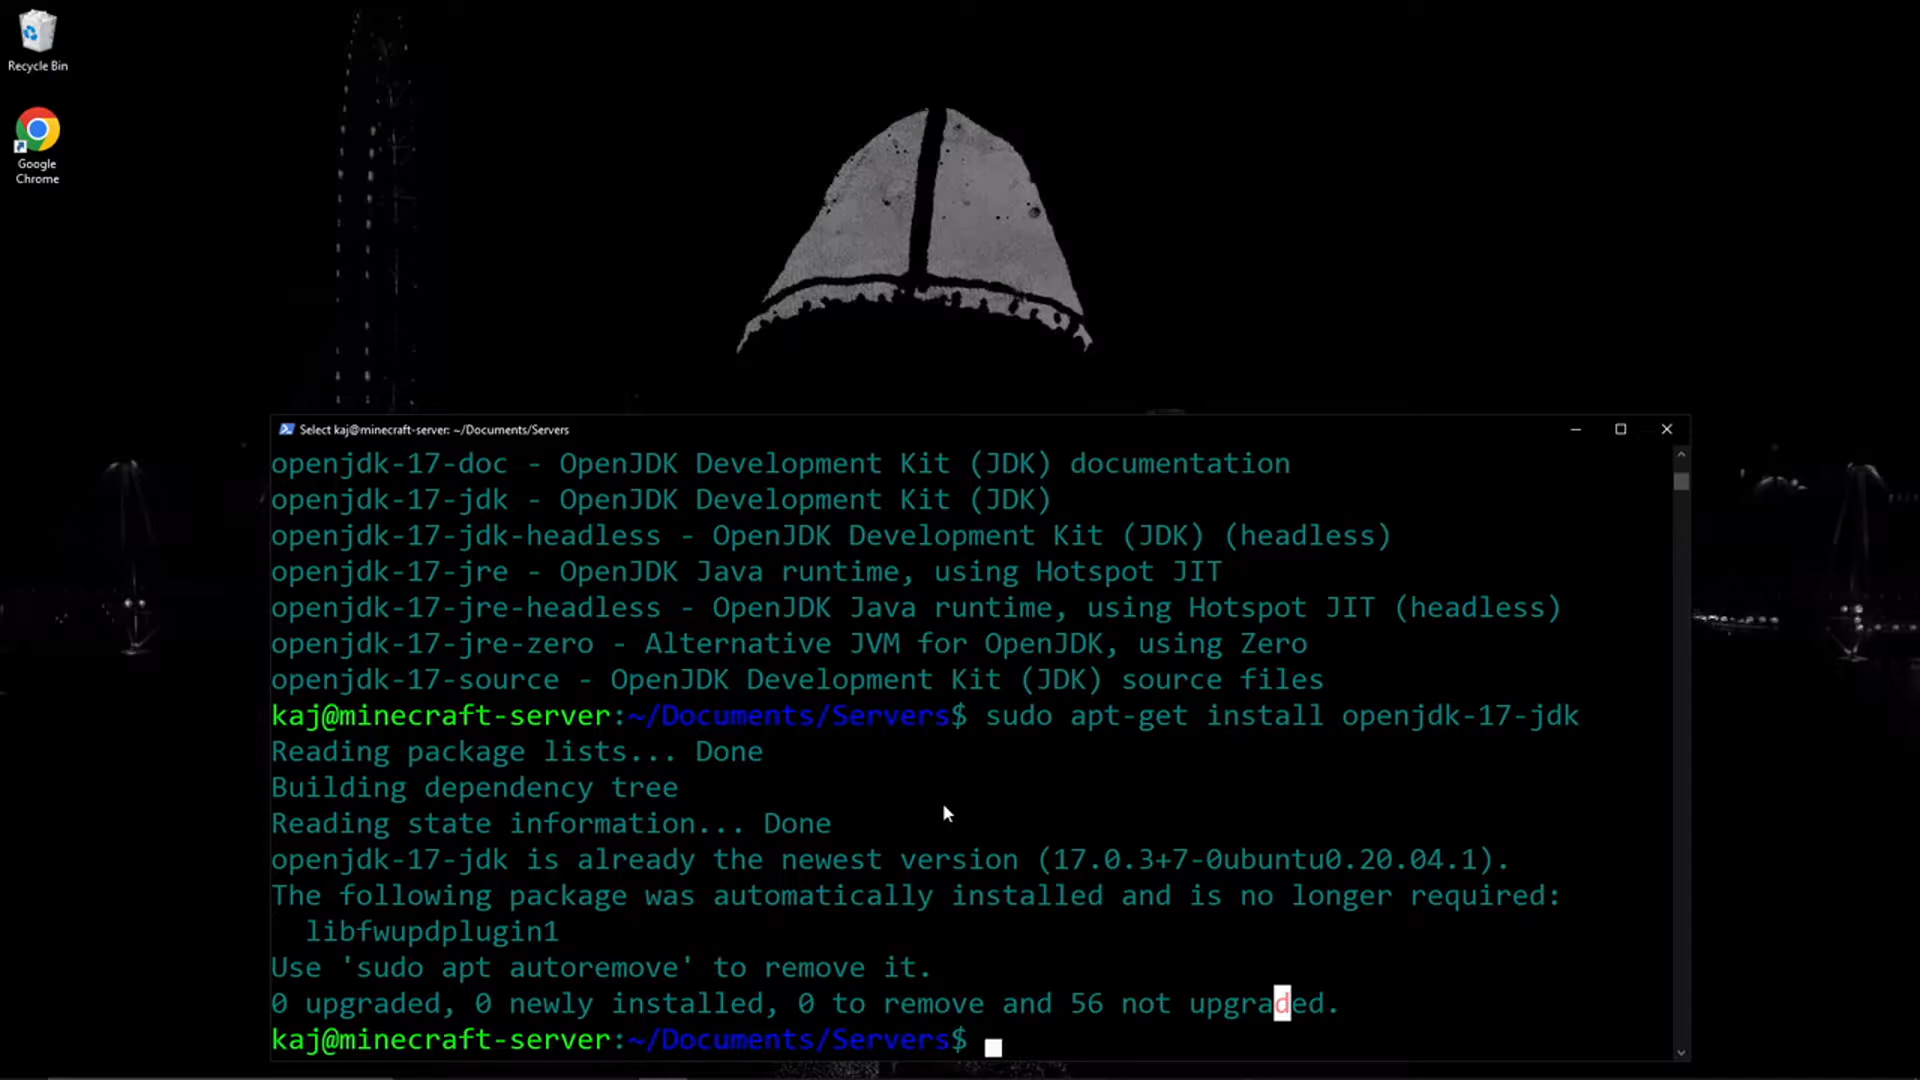 Recycle Bin
Google
Chrome
Select kaj@minecraft-server: ~/Documents/Servers
openjdk-17-doc - OpenJDK Development Kit (JDK) documentation
openjdk-17-jdk - OpenJDK Development Kit (JDK)
openjdk-17-jdk-headless - OpenJDK Development Kit (JDK) (headless)
openjdk-17-jre - OpenJDK Java runtime, using Hotspot JIT
openjdk-17-jre-headless - OpenJDK Java runtime, using Hotspot JIT (headless)
openjdk-17-jre-zero - Alternative JVM for OpenJDK, using Zero
openjdk-17-source - OpenJDK Development Kit (JDK) source files
kaj@minecraft-server:~/Documents/Servers$ sudo apt-get install openjdk-17-jdk
Reading package lists... Done
Building dependency tree
Reading state information... Done
openjdk-17-jdk is already the newest version (17.0.3+7-0ubuntu0.20.04.1).
The following package was automatically installed and is no longer required:
  libfwupdplugin1
Use 'sudo apt autoremove' to remove it.
0 upgraded, 0 newly installed, 0 to remove and 56 not upgraded.
kaj@minecraft-server:~/Documents/Servers$